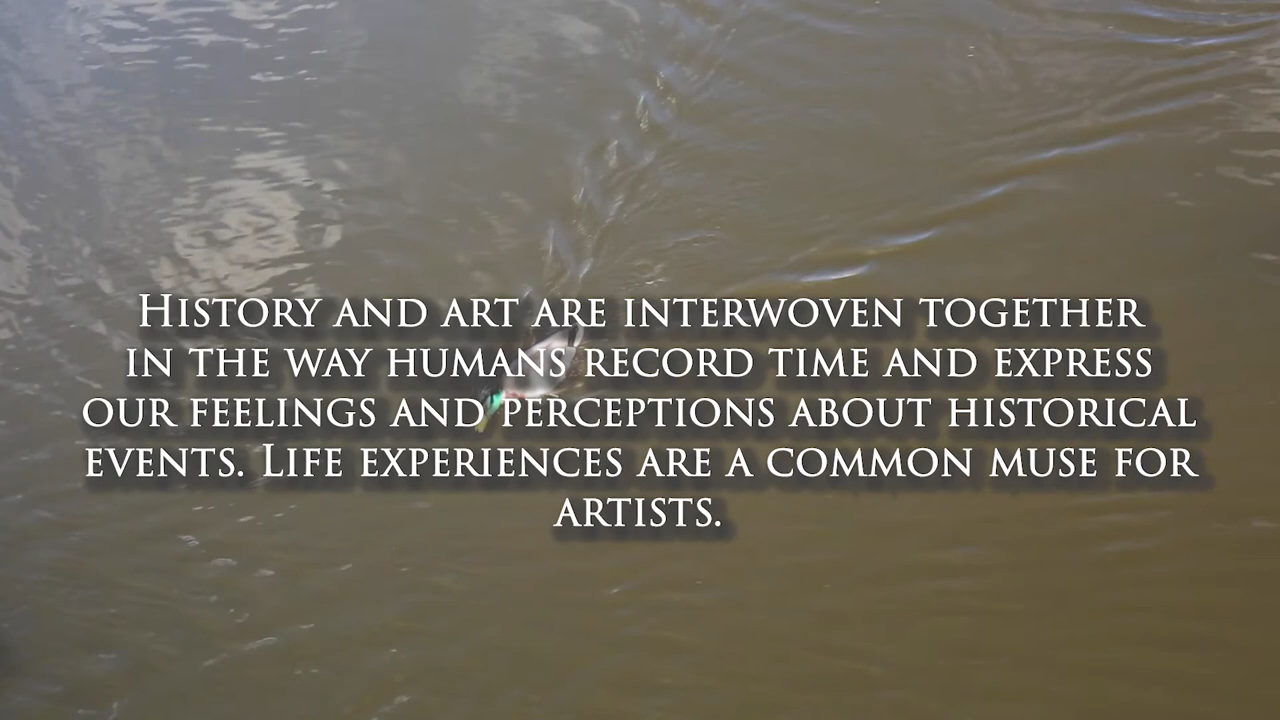 History and art are interwoven together
in the way humans record time and express
our feelings and perceptions about historical
events. Life experiences are a common muse for
artists.